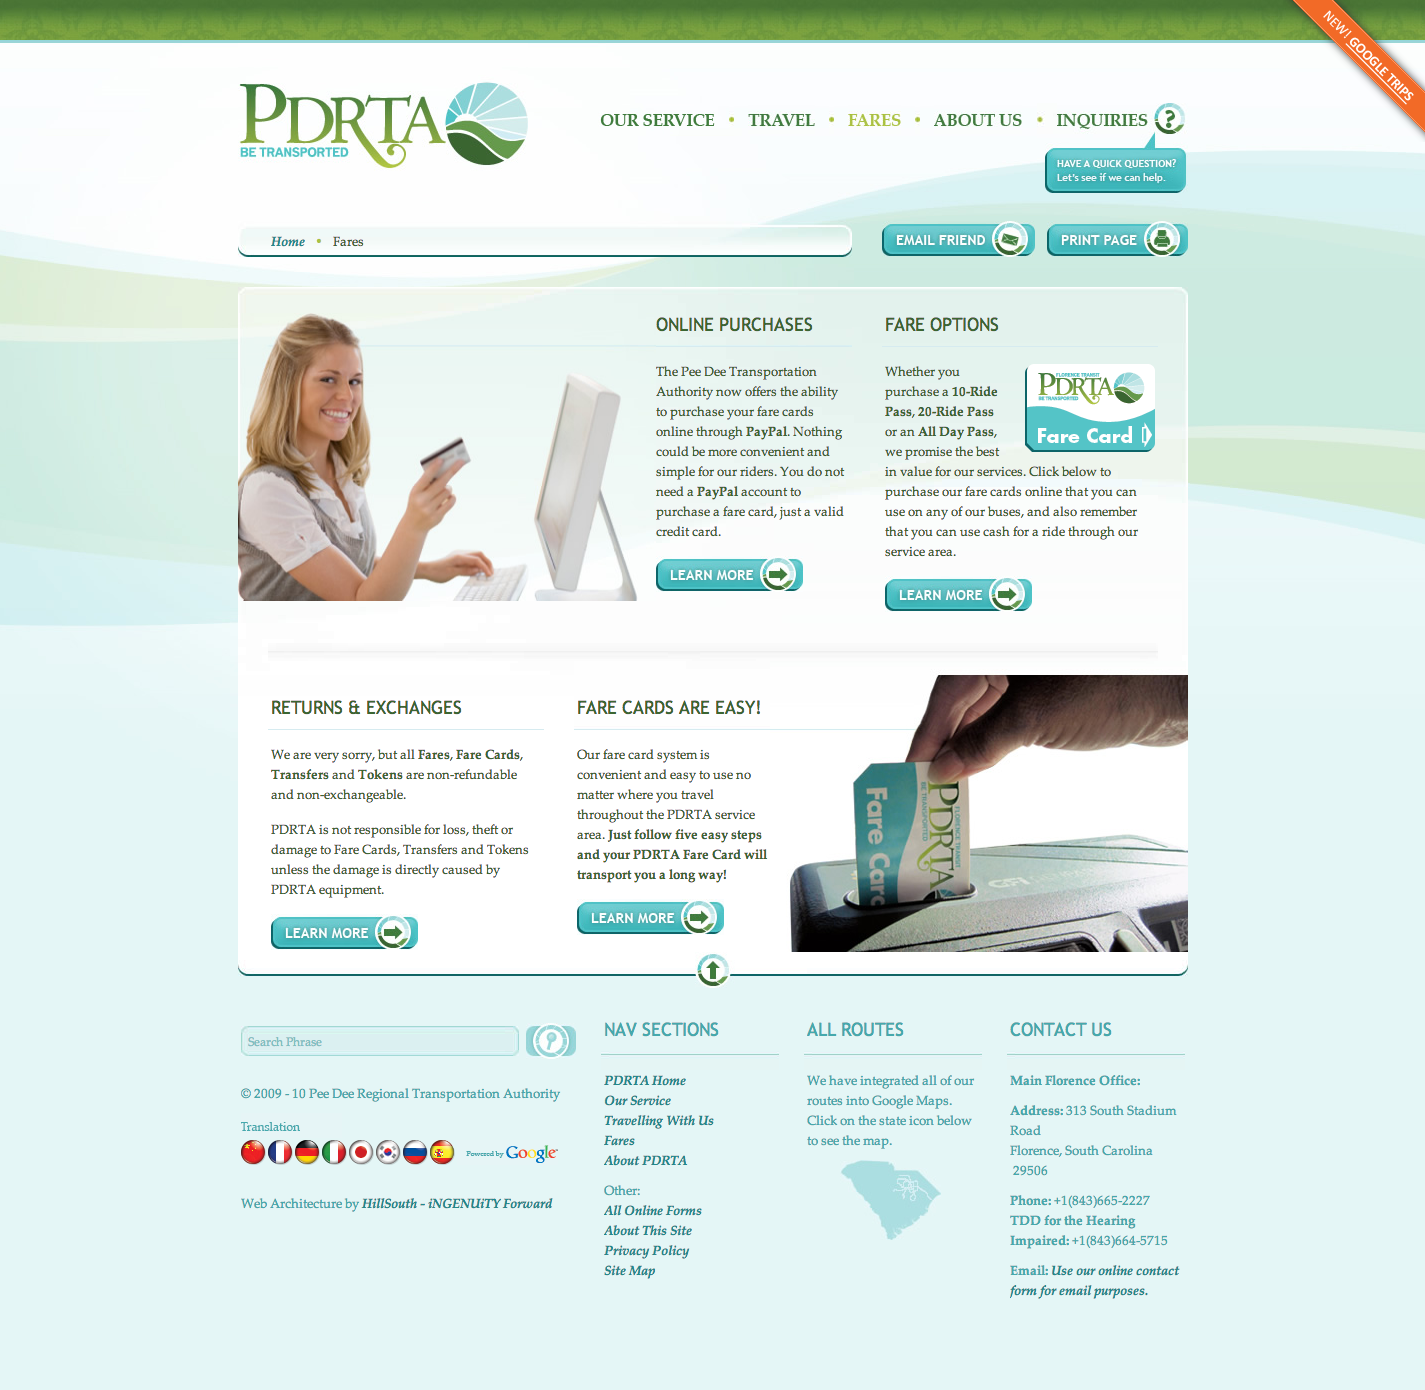 NEW! GOOGLE TRIPS
PDRTA
BE TRANSPORTED
OUR SERVICE • TRAVEL • FARES • ABOUT US • INQUIRIES ?
HAVE A QUICK QUESTION?
Let's see if we can help.
Home • Fares
EMAIL FRIEND
PRINT PAGE
ONLINE PURCHASES
The Pee Dee Transportation
Authority now offers the ability
to purchase your fare cards
online through PayPal. Nothing
could be more convenient and
simple for our riders. You do not
need a PayPal account to
purchase a fare card, just a valid
credit card.
LEARN MORE
FARE OPTIONS
Whether you
purchase a 10-Ride
Pass, 20-Ride Pass
or an All Day Pass,
we promise the best
in value for our services. Click below to
purchase our fare cards online that you can
use on any of our buses, and also remember
that you can use cash for a ride through our
service area.
FLORENCE TRANSIT
PDRTA
BE TRANSPORTED
Fare Card
LEARN MORE
RETURNS & EXCHANGES
We are very sorry, but all Fares, Fare Cards,
Transfers and Tokens are non-refundable
and non-exchangeable.
PDRTA is not responsible for loss, theft or
damage to Fare Cards, Transfers and Tokens
unless the damage is directly caused by
PDRTA equipment.
LEARN MORE
FARE CARDS ARE EASY!
Our fare card system is
convenient and easy to use no
matter where you travel
throughout the PDRTA service
area. Just follow five easy steps
and your PDRTA Fare Card will
transport you a long way!
LEARN MORE
FLORENCE TRANSIT
PDRTA
BE TRANSPORTED
Fare Card
GFI
Search Phrase
© 2009 - 10 Pee Dee Regional Transportation Authority
Translation
Powered by Google
Web Architecture by HillSouth - iNGENUiTY Forward
NAV SECTIONS
PDRTA Home
Our Service
Travelling With Us
Fares
About PDRTA
Other:
All Online Forms
About This Site
Privacy Policy
Site Map
ALL ROUTES
We have integrated all of our
routes into Google Maps.
Click on the state icon below
to see the map.
CONTACT US
Main Florence Office:
Address: 313 South Stadium
Road
Florence, South Carolina
29506
Phone: +1(843)665-2227
TDD for the Hearing
Impaired: +1(843)664-5715
Email: Use our online contact
form for email purposes.